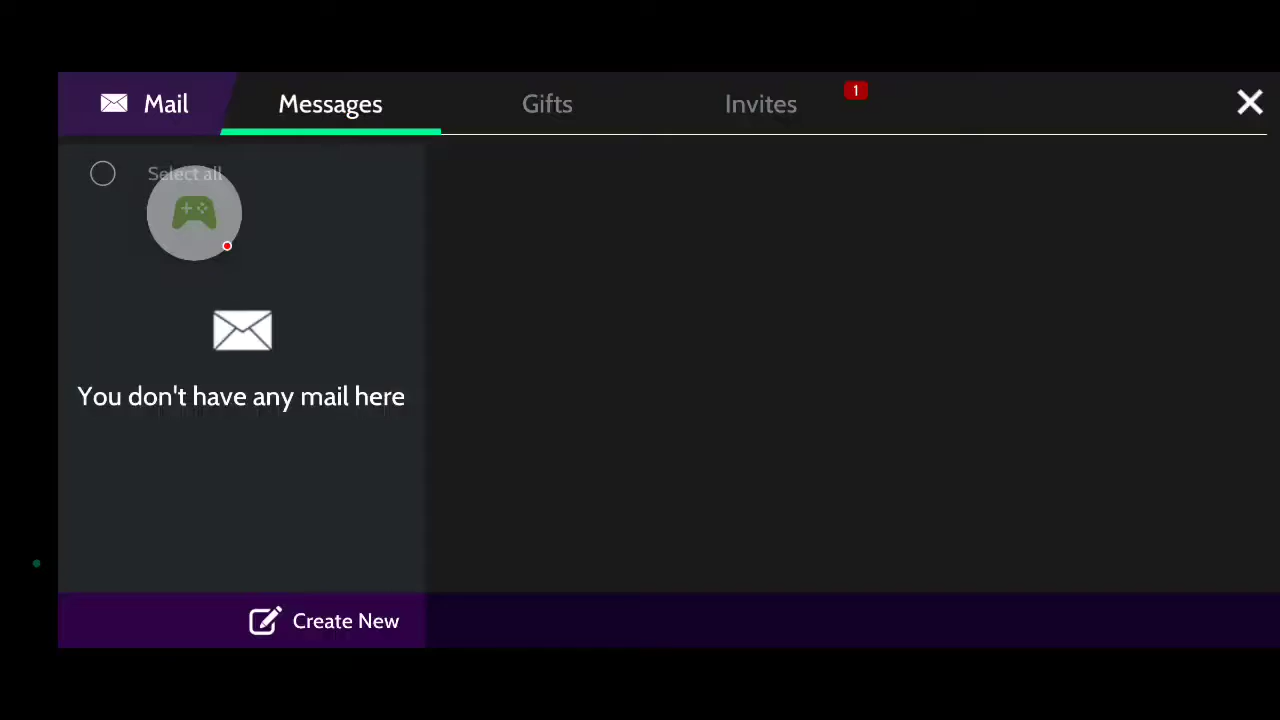 Mail
Messages
Gifts
Invites
1
Select all
You don't have any mail here
Create New